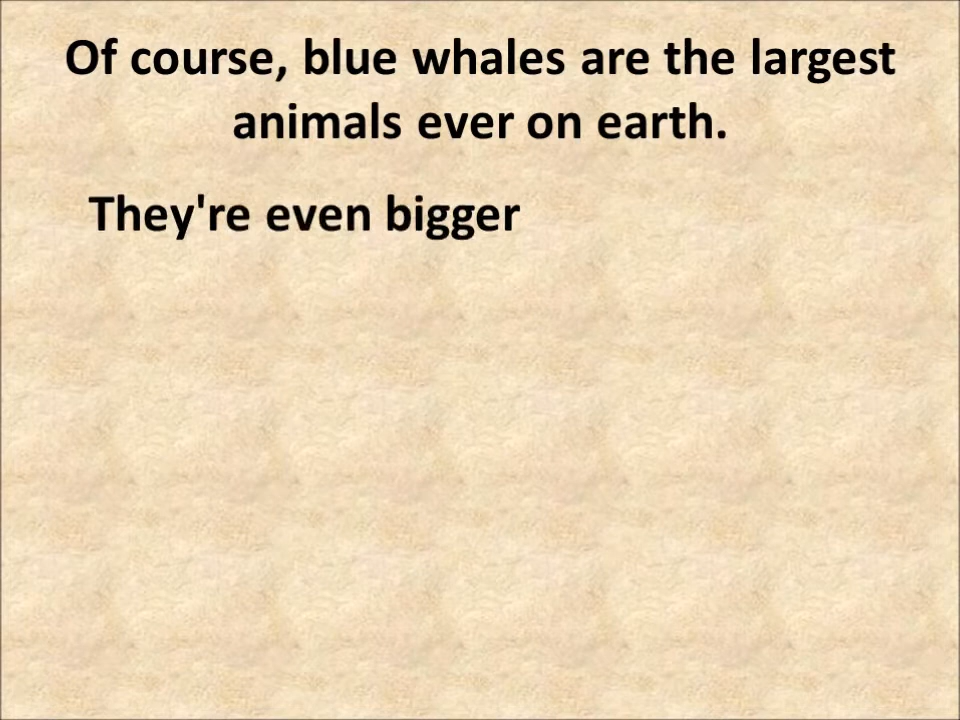 Of course, blue whales are the largest
animals ever on earth.
They're even bigger